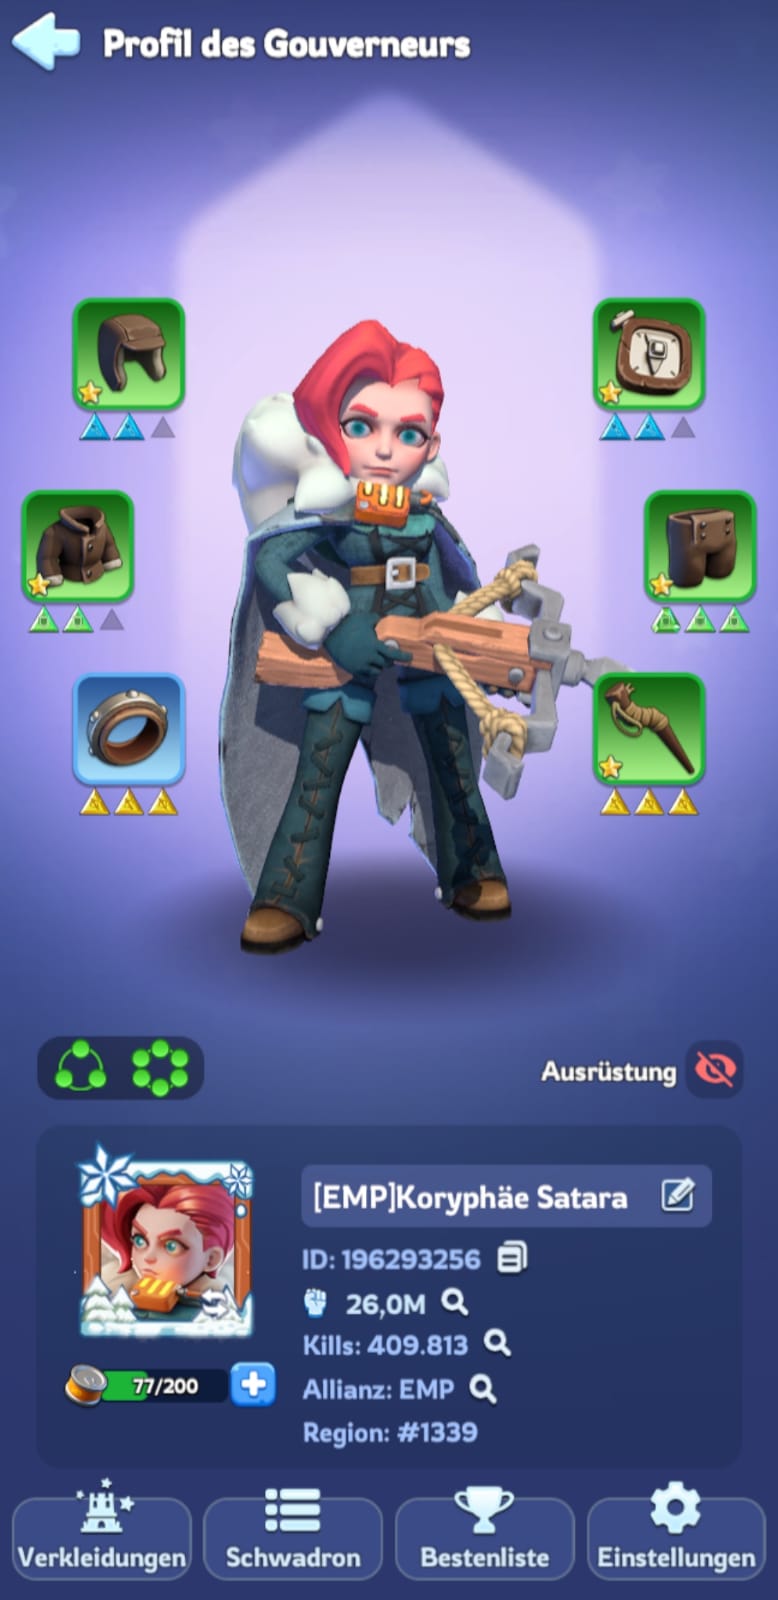 Profil des Gouverneurs
Ausrüstung
[EMP]Koryphäe Satara
ID: 196293256
26,0M
Kills: 409.813
77/200
Allianz: EMP
Region: #1339
Verkleidungen
Schwadron
Bestenliste
Einstellungen